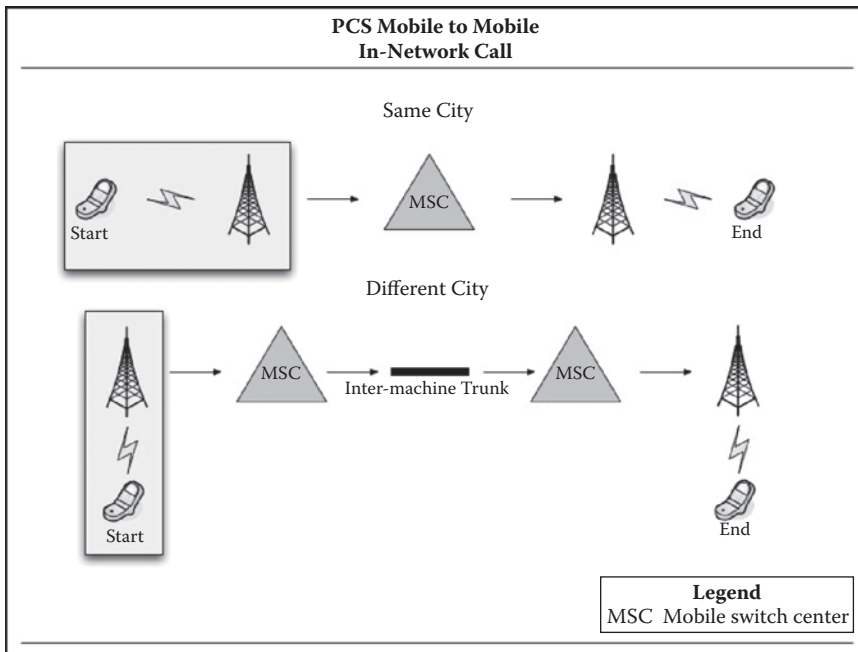 PCS Mobile to Mobile
In-Network Call
Same City
MSC
Start
End
Different City
MSC
MSC
Inter-machine Trunk
Start
End
Legend
MSC Mobile switch center